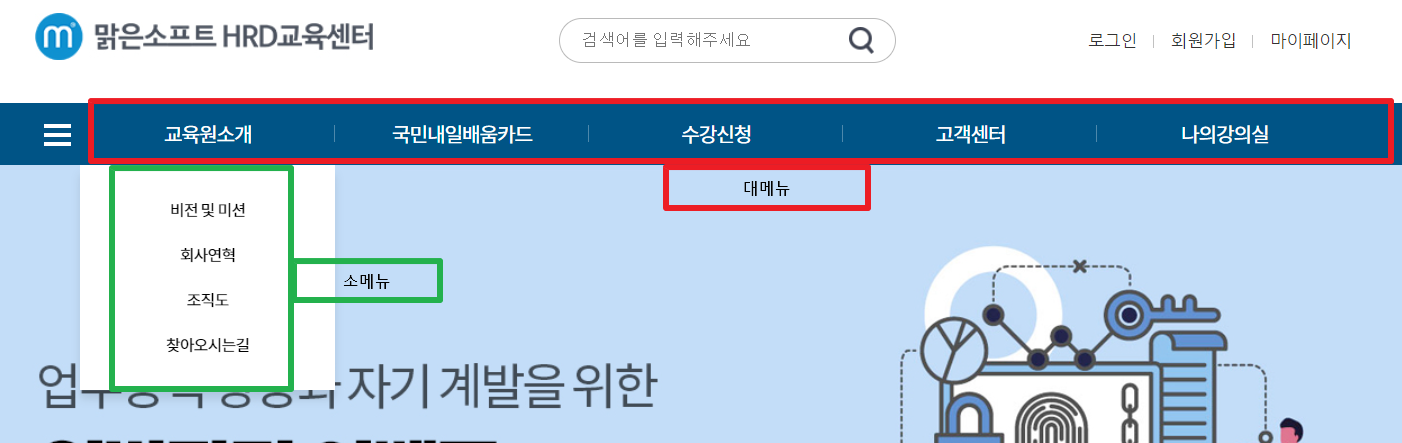 m 맑은소프트 HRD교육센터
검색어를 입력해주세요
로그인 | 회원가입 | 마이페이지
교육원소개 | 국민내일배움카드 | 수강신청 | 고객센터 | 나의강의실
대메뉴
비전 및 미션
회사연혁
소메뉴
조직도
찾아오시는길
자기 계발을 위한